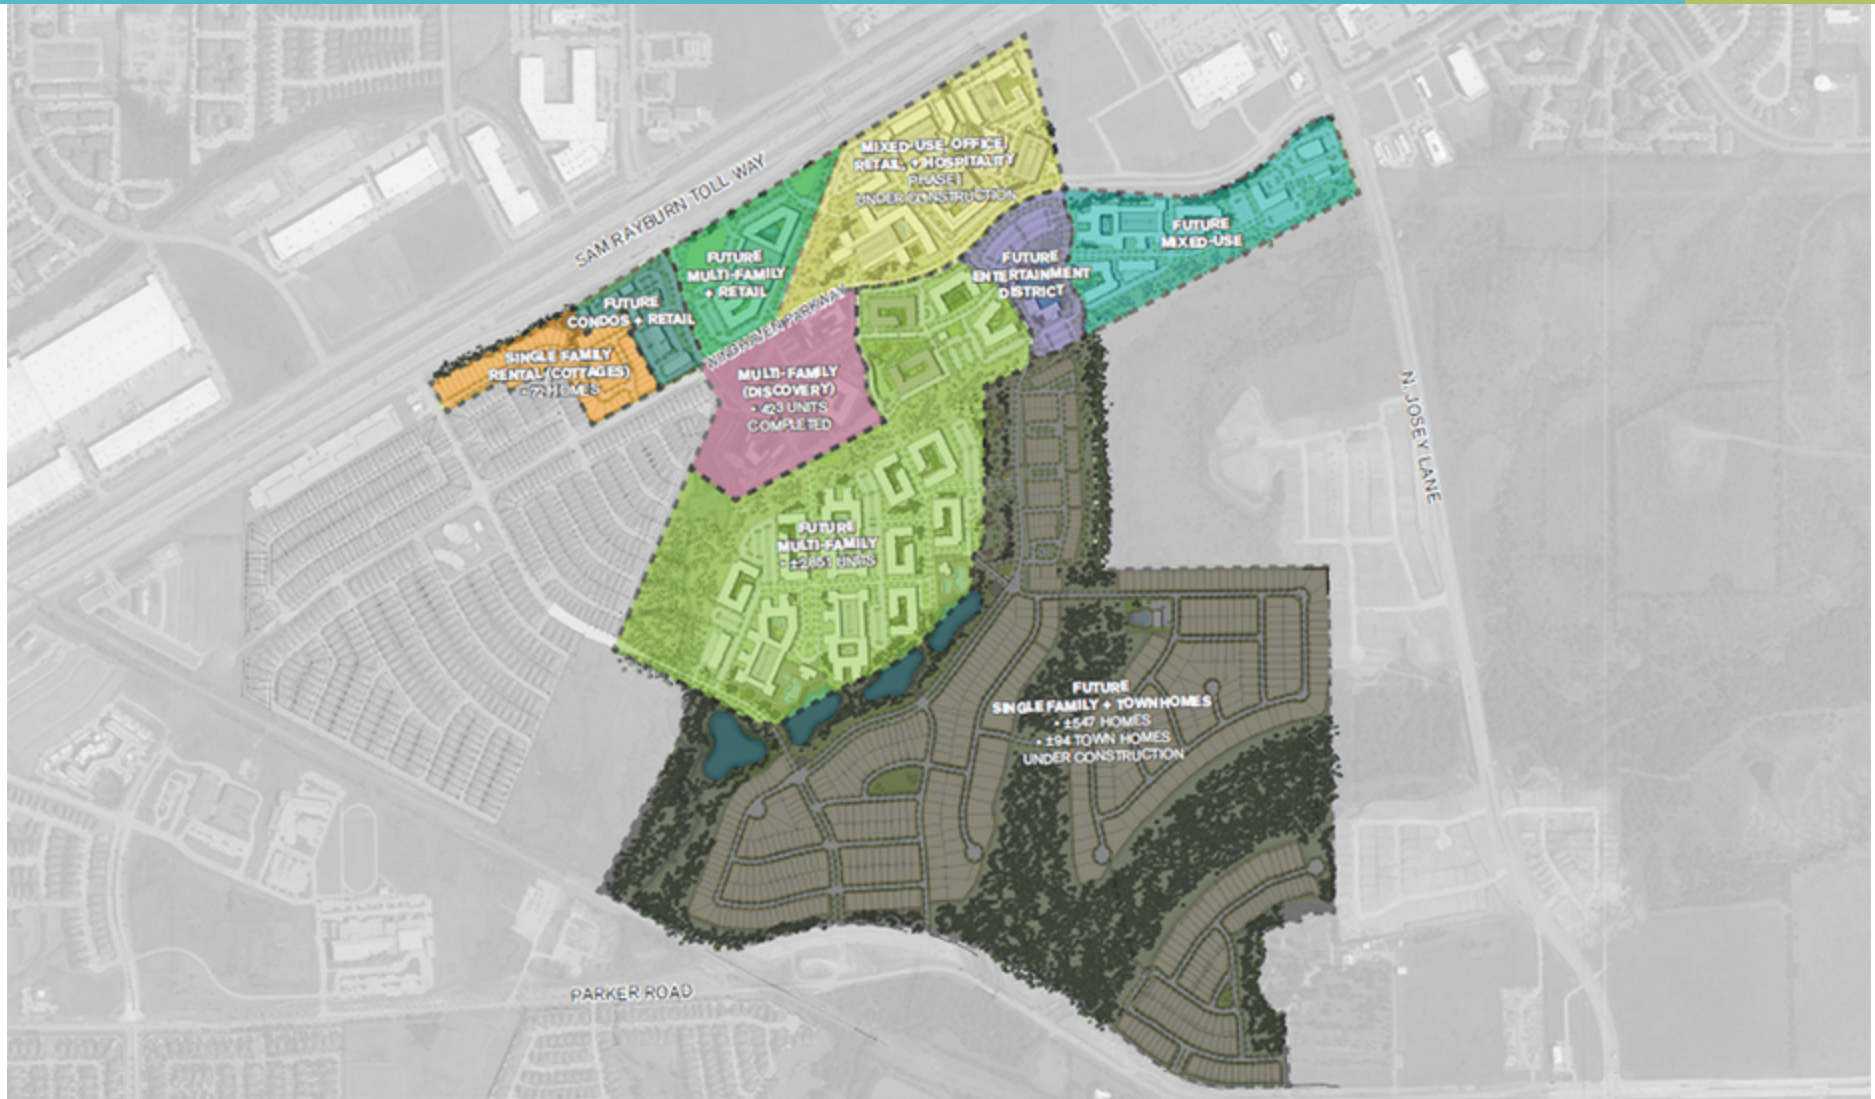 SAM RAYBURN TOLL WAY
MIXED-USE, OFFICE,
RETAIL, + HOSPITALITY
PHASE I
UNDER CONSTRUCTION
FUTURE
MIXED-USE
FUTURE
MULTI-FAMILY
+ RETAIL
FUTURE
ENTERTAINMENT
DISTRICT
FUTURE
CONDOS + RETAIL
WINDHAVEN PARKWAY
SINGLE FAMILY
RENTAL (COTTAGES)
HOMES
MULTI-FAMILY
(DISCOVERY)
• 423 UNITS
COMPLETED
N. JOSEY LANE
FUTURE
MULTI-FAMILY
UNITS
FUTURE
SINGLE FAMILY + TOWNHOMES
• ±547 HOMES
• ±94 TOWN HOMES
UNDER CONSTRUCTION
PARKER ROAD